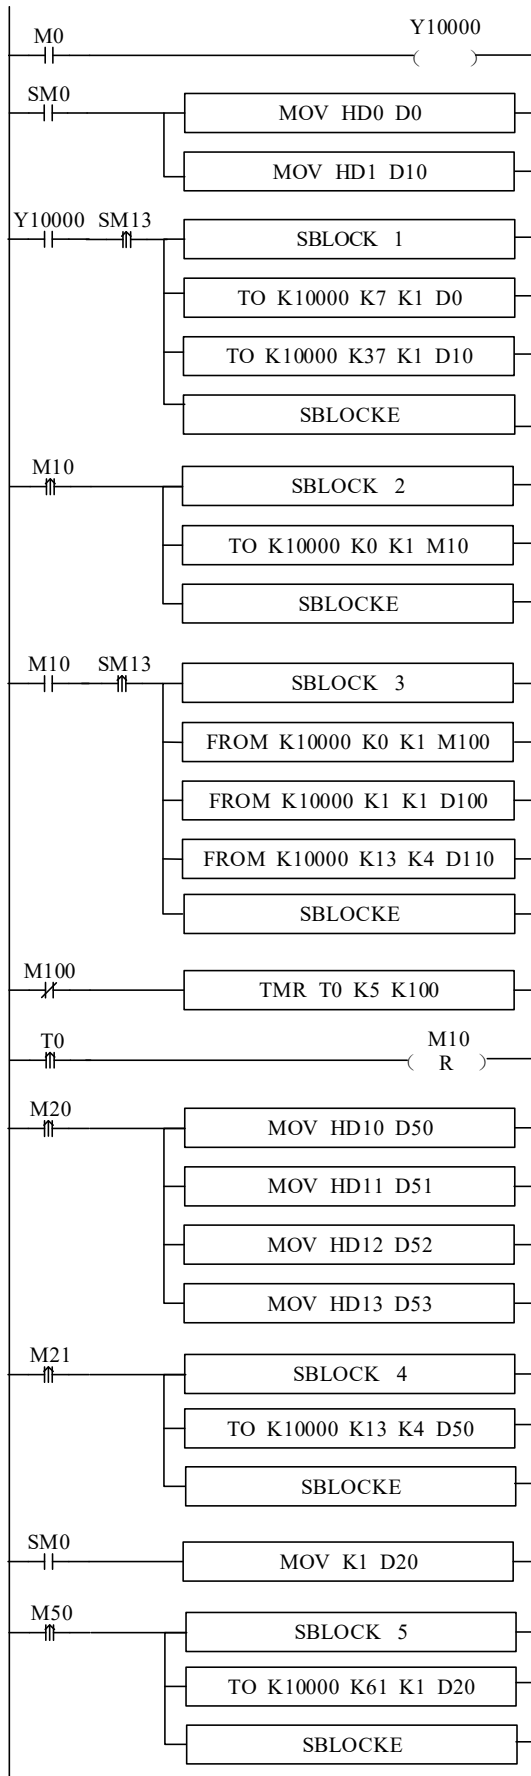 M0
Y10000
SM0
MOV HD0 D0
MOV HD1 D10
Y10000 SM13
SBLOCK 1
TO K10000 K7 K1 D0
TO K10000 K37 K1 D10
SBLOCKE
M10
SBLOCK 2
TO K10000 K0 K1 M10
SBLOCKE
M10 SM13
SBLOCK 3
FROM K10000 K0 K1 M100
FROM K10000 K1 K1 D100
FROM K10000 K13 K4 D110
SBLOCKE
M100
TMR T0 K5 K100
T0
M10
R
M20
MOV HD10 D50
MOV HD11 D51
MOV HD12 D52
MOV HD13 D53
M21
SBLOCK 4
TO K10000 K13 K4 D50
SBLOCKE
SM0
MOV K1 D20
M50
SBLOCK 5
TO K10000 K61 K1 D20
SBLOCKE